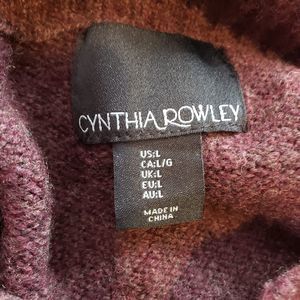 CYNTHIA ROWLEY
US:L
CA:L/G
UK:L
EU:L
AU:L
MADE IN
CHINA